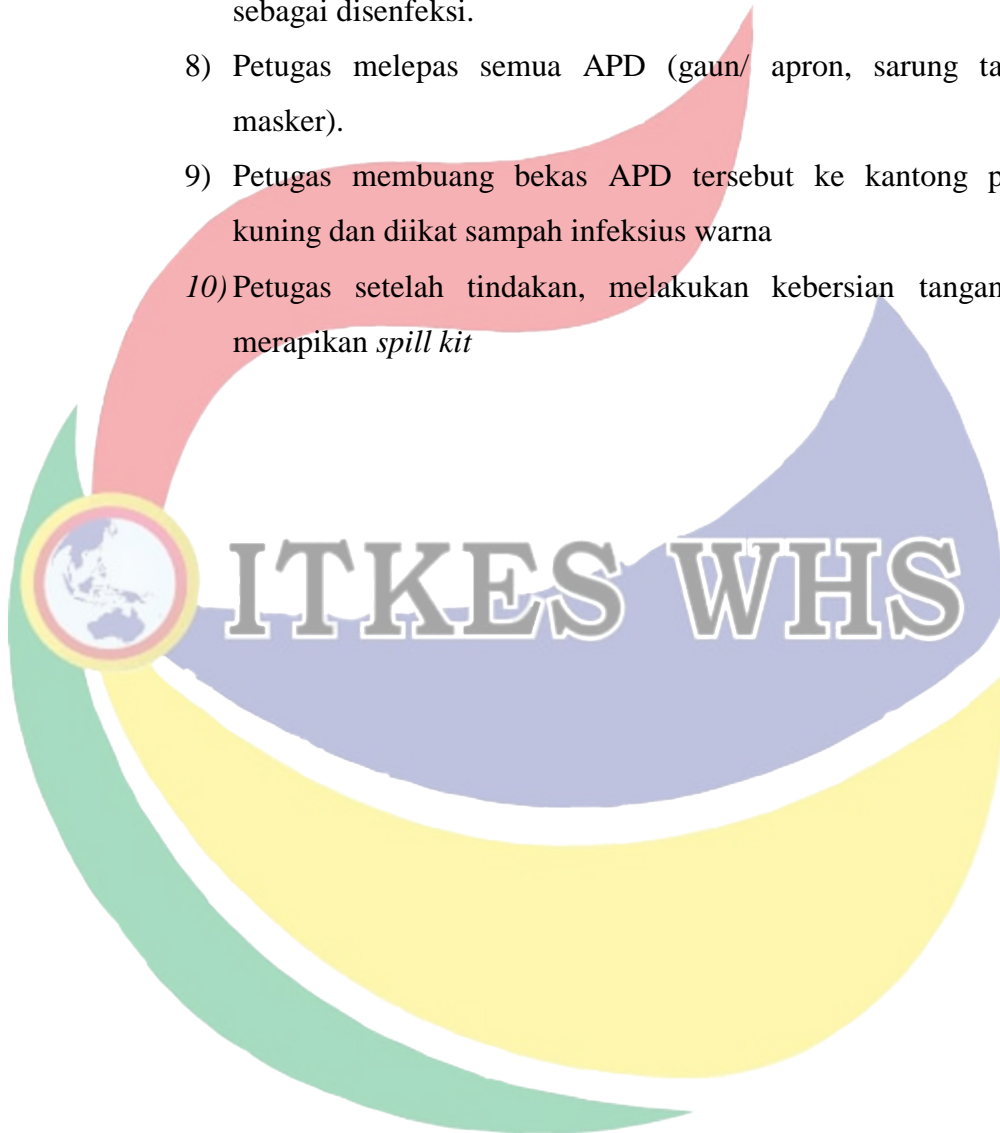 sebagai disenfeksi.
8) Petugas melepas semua APD (gaun/ apron, sarung ta
masker).
9) Petugas membuang bekas APD tersebut ke kantong p
kuning dan diikat sampah infeksius warna
10) Petugas setelah tindakan, melakukan kebersian tangan
merapikan spill kit
ITKES WHS